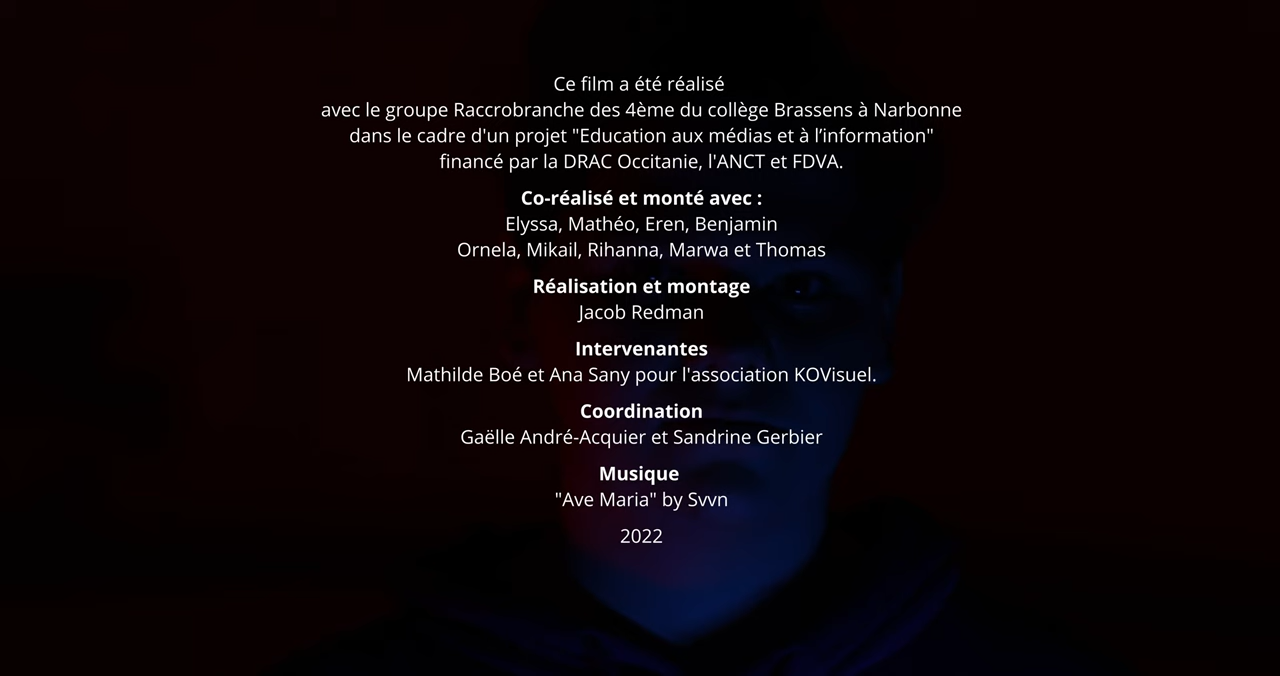 Ce film a été réalisé
avec le groupe Raccrobranche des 4ème du collège Brassens à Narbonne
dans le cadre d'un projet "Education aux médias et à l’information"
financé par la DRAC Occitanie, l'ANCT et FDVA.
Co-réalisé et monté avec :
Elyssa, Mathéo, Eren, Benjamin
Ornela, Mikail, Rihanna, Marwa et Thomas
Réalisation et montage
Jacob Redman
Intervenantes
Mathilde Boé et Ana Sany pour l'association KOVisuel.
Coordination
Gaëlle André-Acquier et Sandrine Gerbier
Musique
"Ave Maria" by Svvn
2022